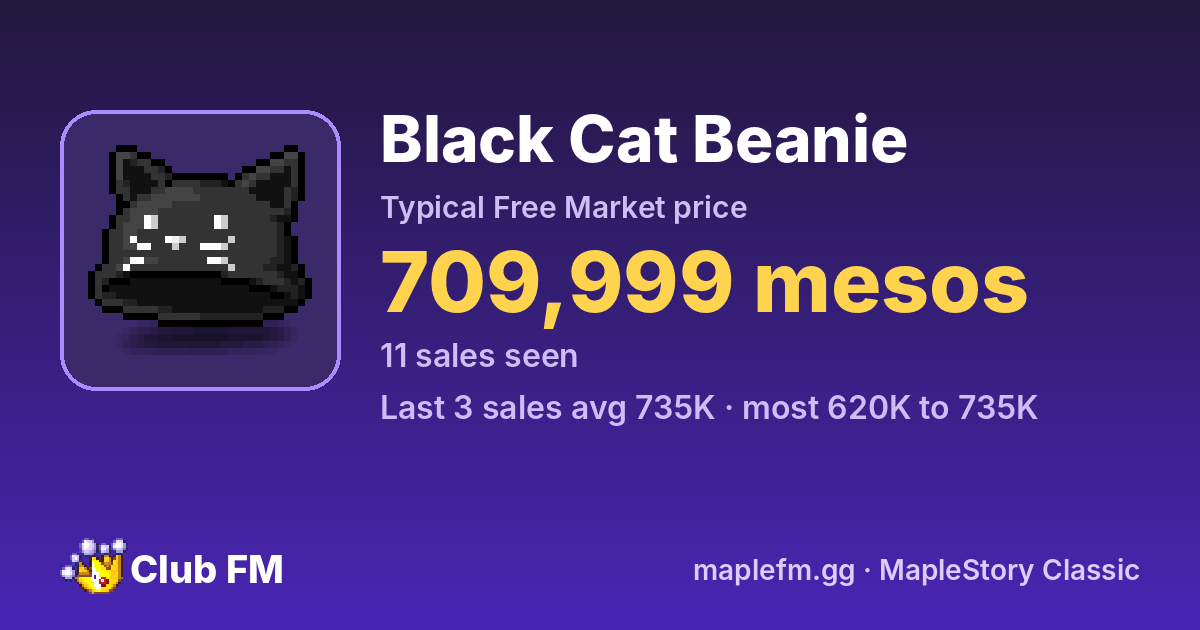 Black Cat Beanie
Typical Free Market price
709,999 mesos
11 sales seen
Last 3 sales avg 735K · most 620K to 735K
Club FM
maplefm.gg · MapleStory Classic